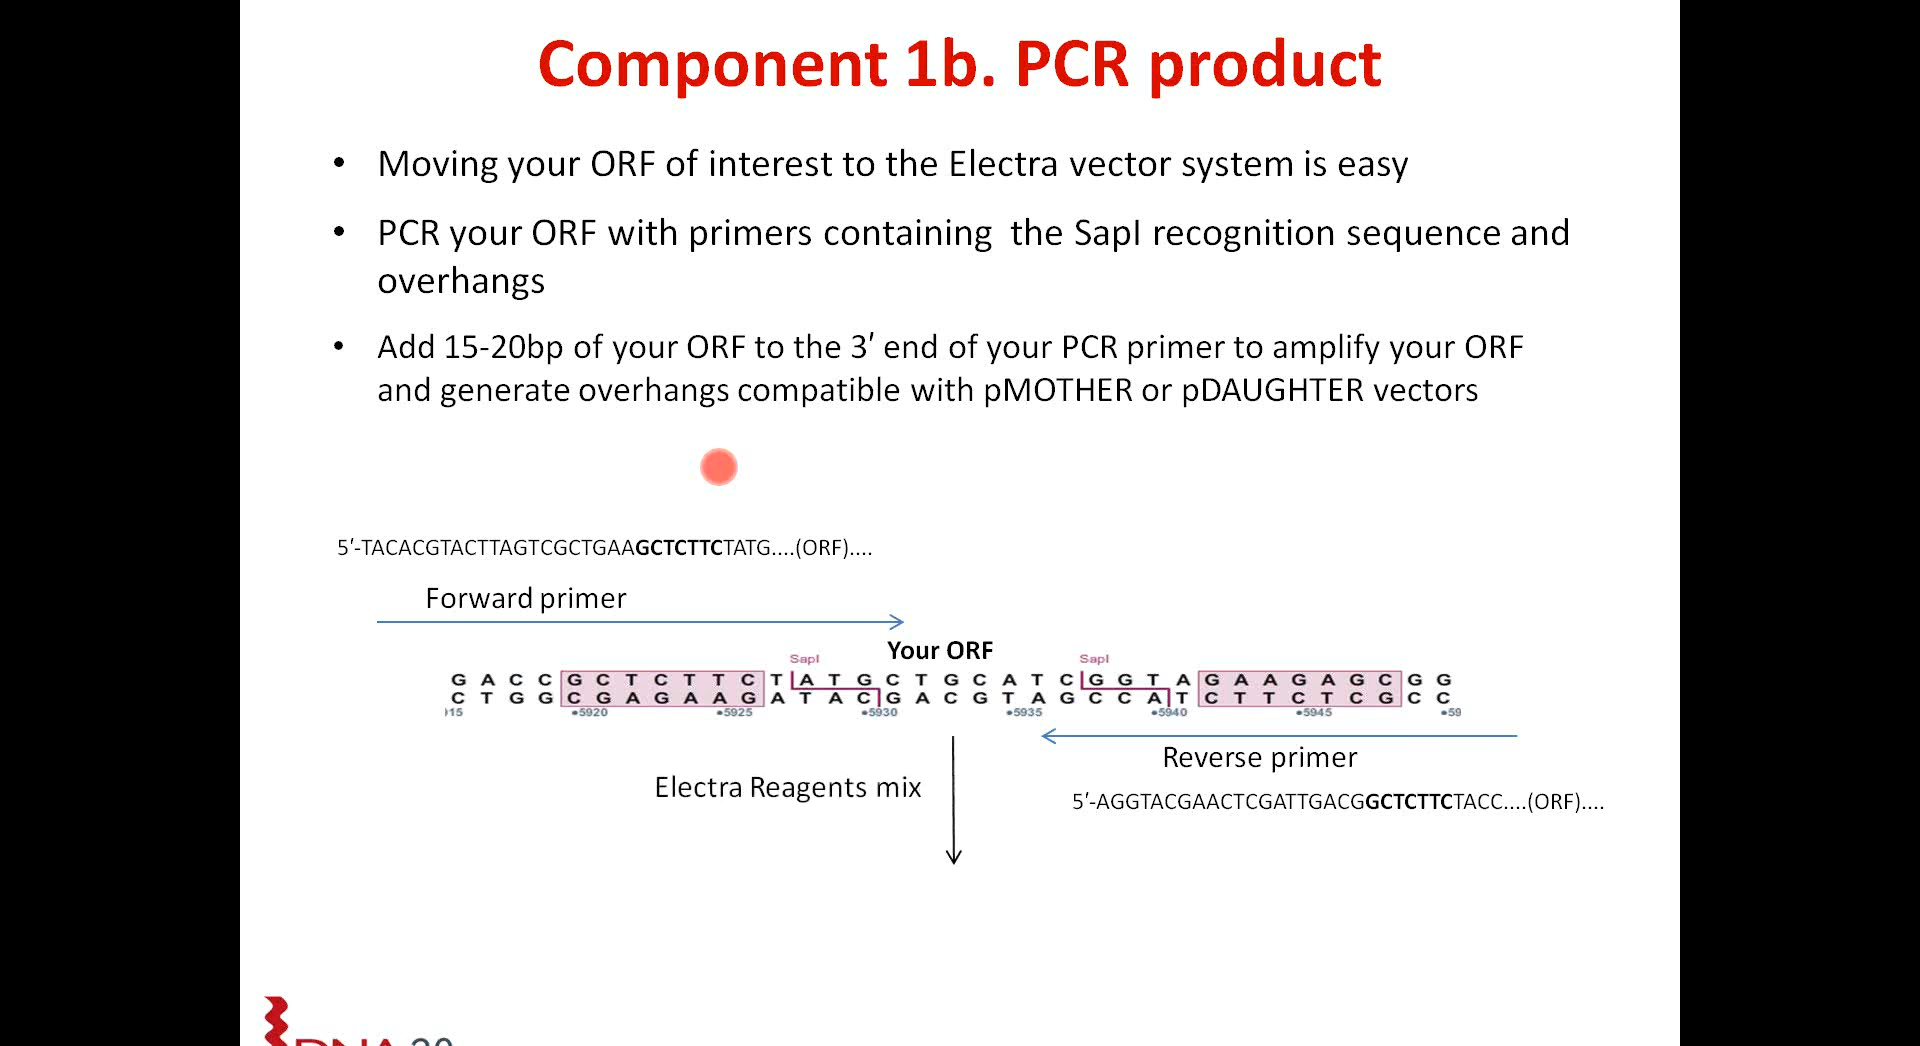 Component 1b. PCR product
• Moving your ORF of interest to the Electra vector system is easy
• PCR your ORF with primers containing the SapI recognition sequence and
overhangs
• Add 15-20bp of your ORF to the 3′ end of your PCR primer to amplify your ORF
and generate overhangs compatible with pMOTHER or pDAUGHTER vectors
5′-TACACGTACTTAGTCGCTGAAGCTCTTCTATG....(ORF)....
Forward primer
Your ORF
SapI SapI
G A C C G C T C T T C T A T G C T G C A T C G G T A G A A G A G C G G
C T G G C G A G A A G A T A C G A C G T A G C C A T C T T C T C G C C
15 •5920 •5925 •5930 •5935 •5940 •5945 •59
Reverse primer
Electra Reagents mix
5′-AGGTACGAACTCGATTGACGGCTCTTCTACC....(ORF)....
DNA20